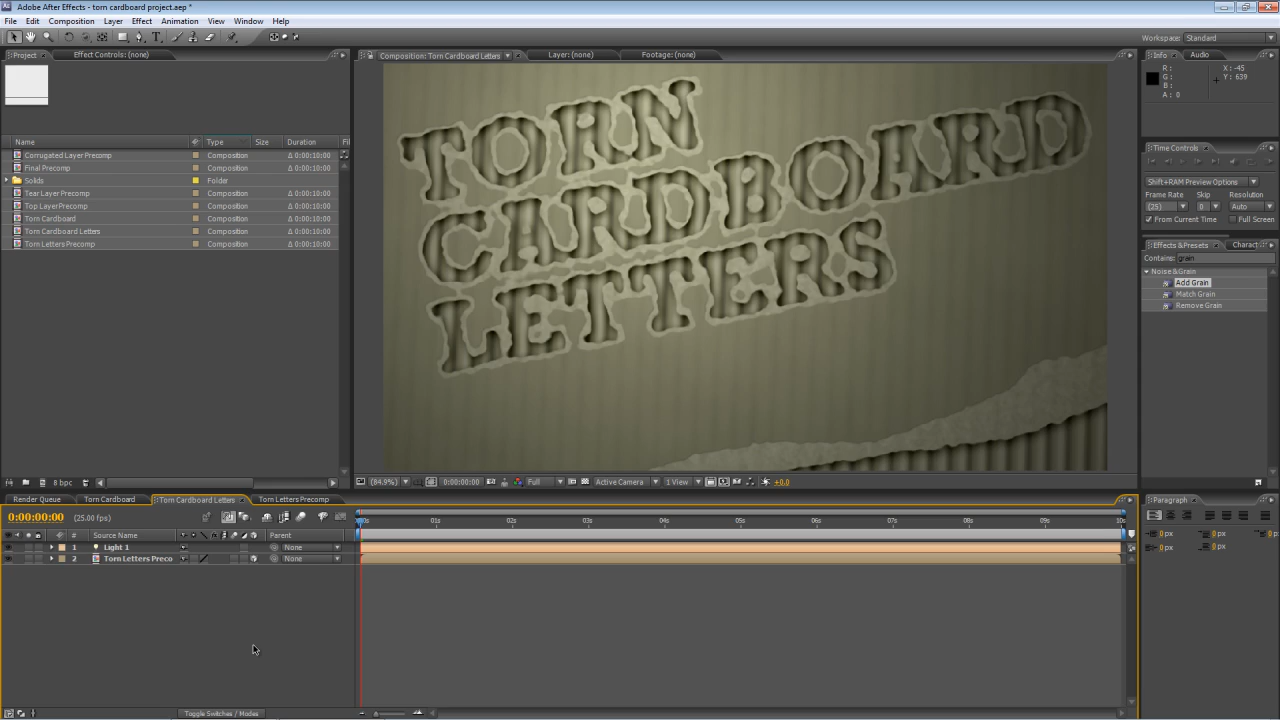 Adobe After Effects - torn cardboard project.aep *
File Edit Composition Layer Effect Animation View Window Help
Workspace: Standard
Project Effect Controls: (none)
Composition: Torn Cardboard Letters Layer: (none) Footage: (none)
Info Audio
R : X : -45
G : Y : 639
B :
A : 0
TORN
CARDBOARD
LETTERS
Name Type Size Duration Fil
Corrugated Layer Precomp Composition Δ 0:00:10:00
Final Precomp Composition Δ 0:00:10:00
Solids Folder
Tear Layer Precomp Composition Δ 0:00:10:00
Top Layer Precomp Composition Δ 0:00:10:00
Torn Cardboard Composition Δ 0:00:10:00
Torn Cardboard Letters Composition Δ 0:00:10:00
Torn Letters Precomp Composition Δ 0:00:10:00
Time Controls
Shift+RAM Preview Options
Frame Rate Skip Resolution
(25) 0 Auto
From Current Time Full Screen
Effects & Presets Charact
Contains: grain
Noise & Grain
Add Grain
Match Grain
Remove Grain
8 bpc
(84.9%) 0:00:00:00 Full Active Camera 1 View +0.0
Render Queue Torn Cardboard Torn Cardboard Letters Torn Letters Precomp
0:00:00:00 (25.00 fps)
# Source Name Parent
1 Light 1 None
2 Torn Letters Preco None
0s 01s 02s 03s 04s 05s 06s 07s 08s 09s 10s
Paragraph
0 px 0 px 0 px
0 px 0 px
Toggle Switches / Modes